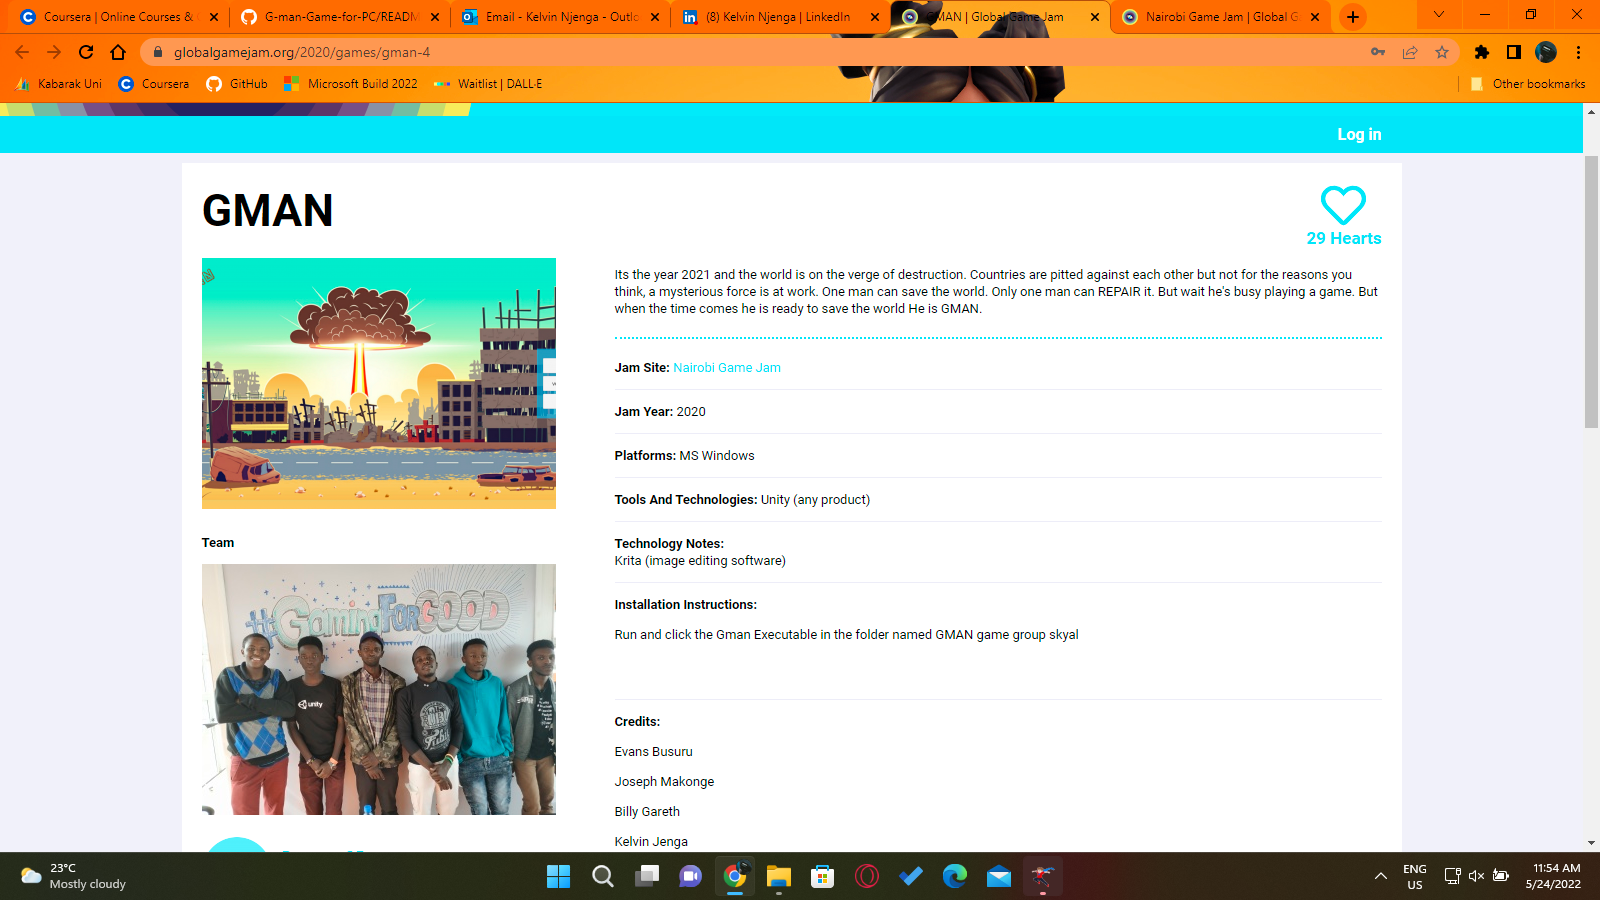 Coursera | Online Courses &
G-man-Game-for-PC/READM
Email - Kelvin Njenga - Outlo
(8) Kelvin Njenga | LinkedIn
GMAN | Global Game Jam
Nairobi Game Jam | Global G
globalgamejam.org/2020/games/gman-4
Kabarak Uni
Coursera
GitHub
Microsoft Build 2022
Waitlist | DALL·E
Other bookmarks
Log in
GMAN
29 Hearts
Its the year 2021 and the world is on the verge of destruction. Countries are pitted against each other but not for the reasons you
think, a mysterious force is at work. One man can save the world. Only one man can REPAIR it. But wait he's busy playing a game. But
when the time comes he is ready to save the world He is GMAN.
Jam Site: Nairobi Game Jam
Jam Year: 2020
Platforms: MS Windows
Tools And Technologies: Unity (any product)
Technology Notes:
Krita (image editing software)
Installation Instructions:
Run and click the Gman Executable in the folder named GMAN game group skyal
Credits:
Evans Busuru
Joseph Makonge
Billy Gareth
Kelvin Jenga
Team
#GamingForGOOD
unity
23°C
Mostly cloudy
ENG
US
11:54 AM
5/24/2022